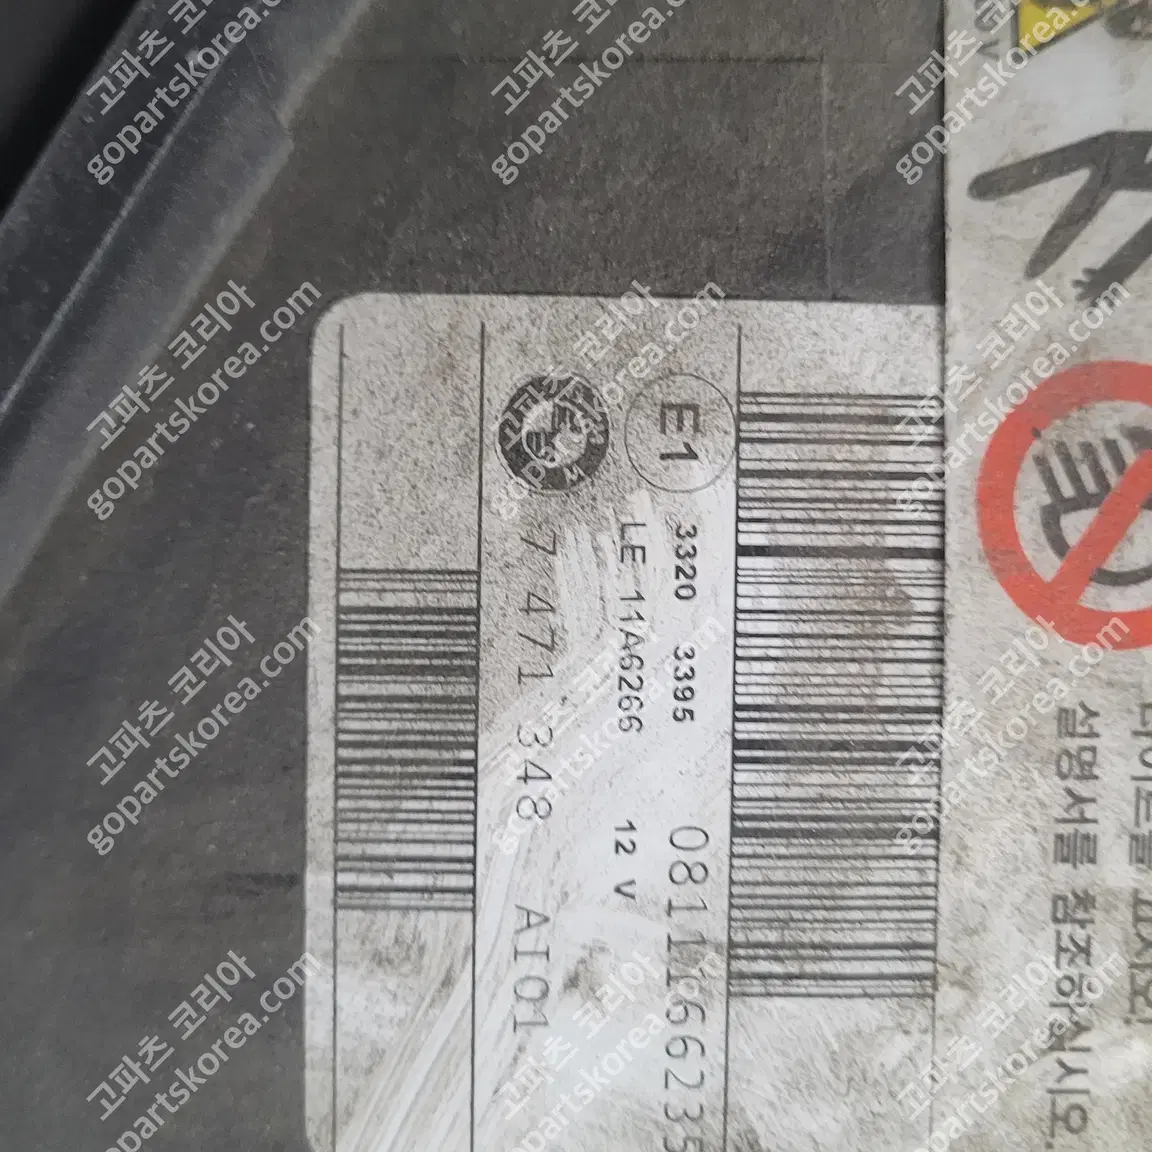 E1
3320 3395
0811162335
LE 11A6266
12 V
7 471 348 AI01
설명서를 참조하십시오.
고파츠 코리아
gopartskorea.com